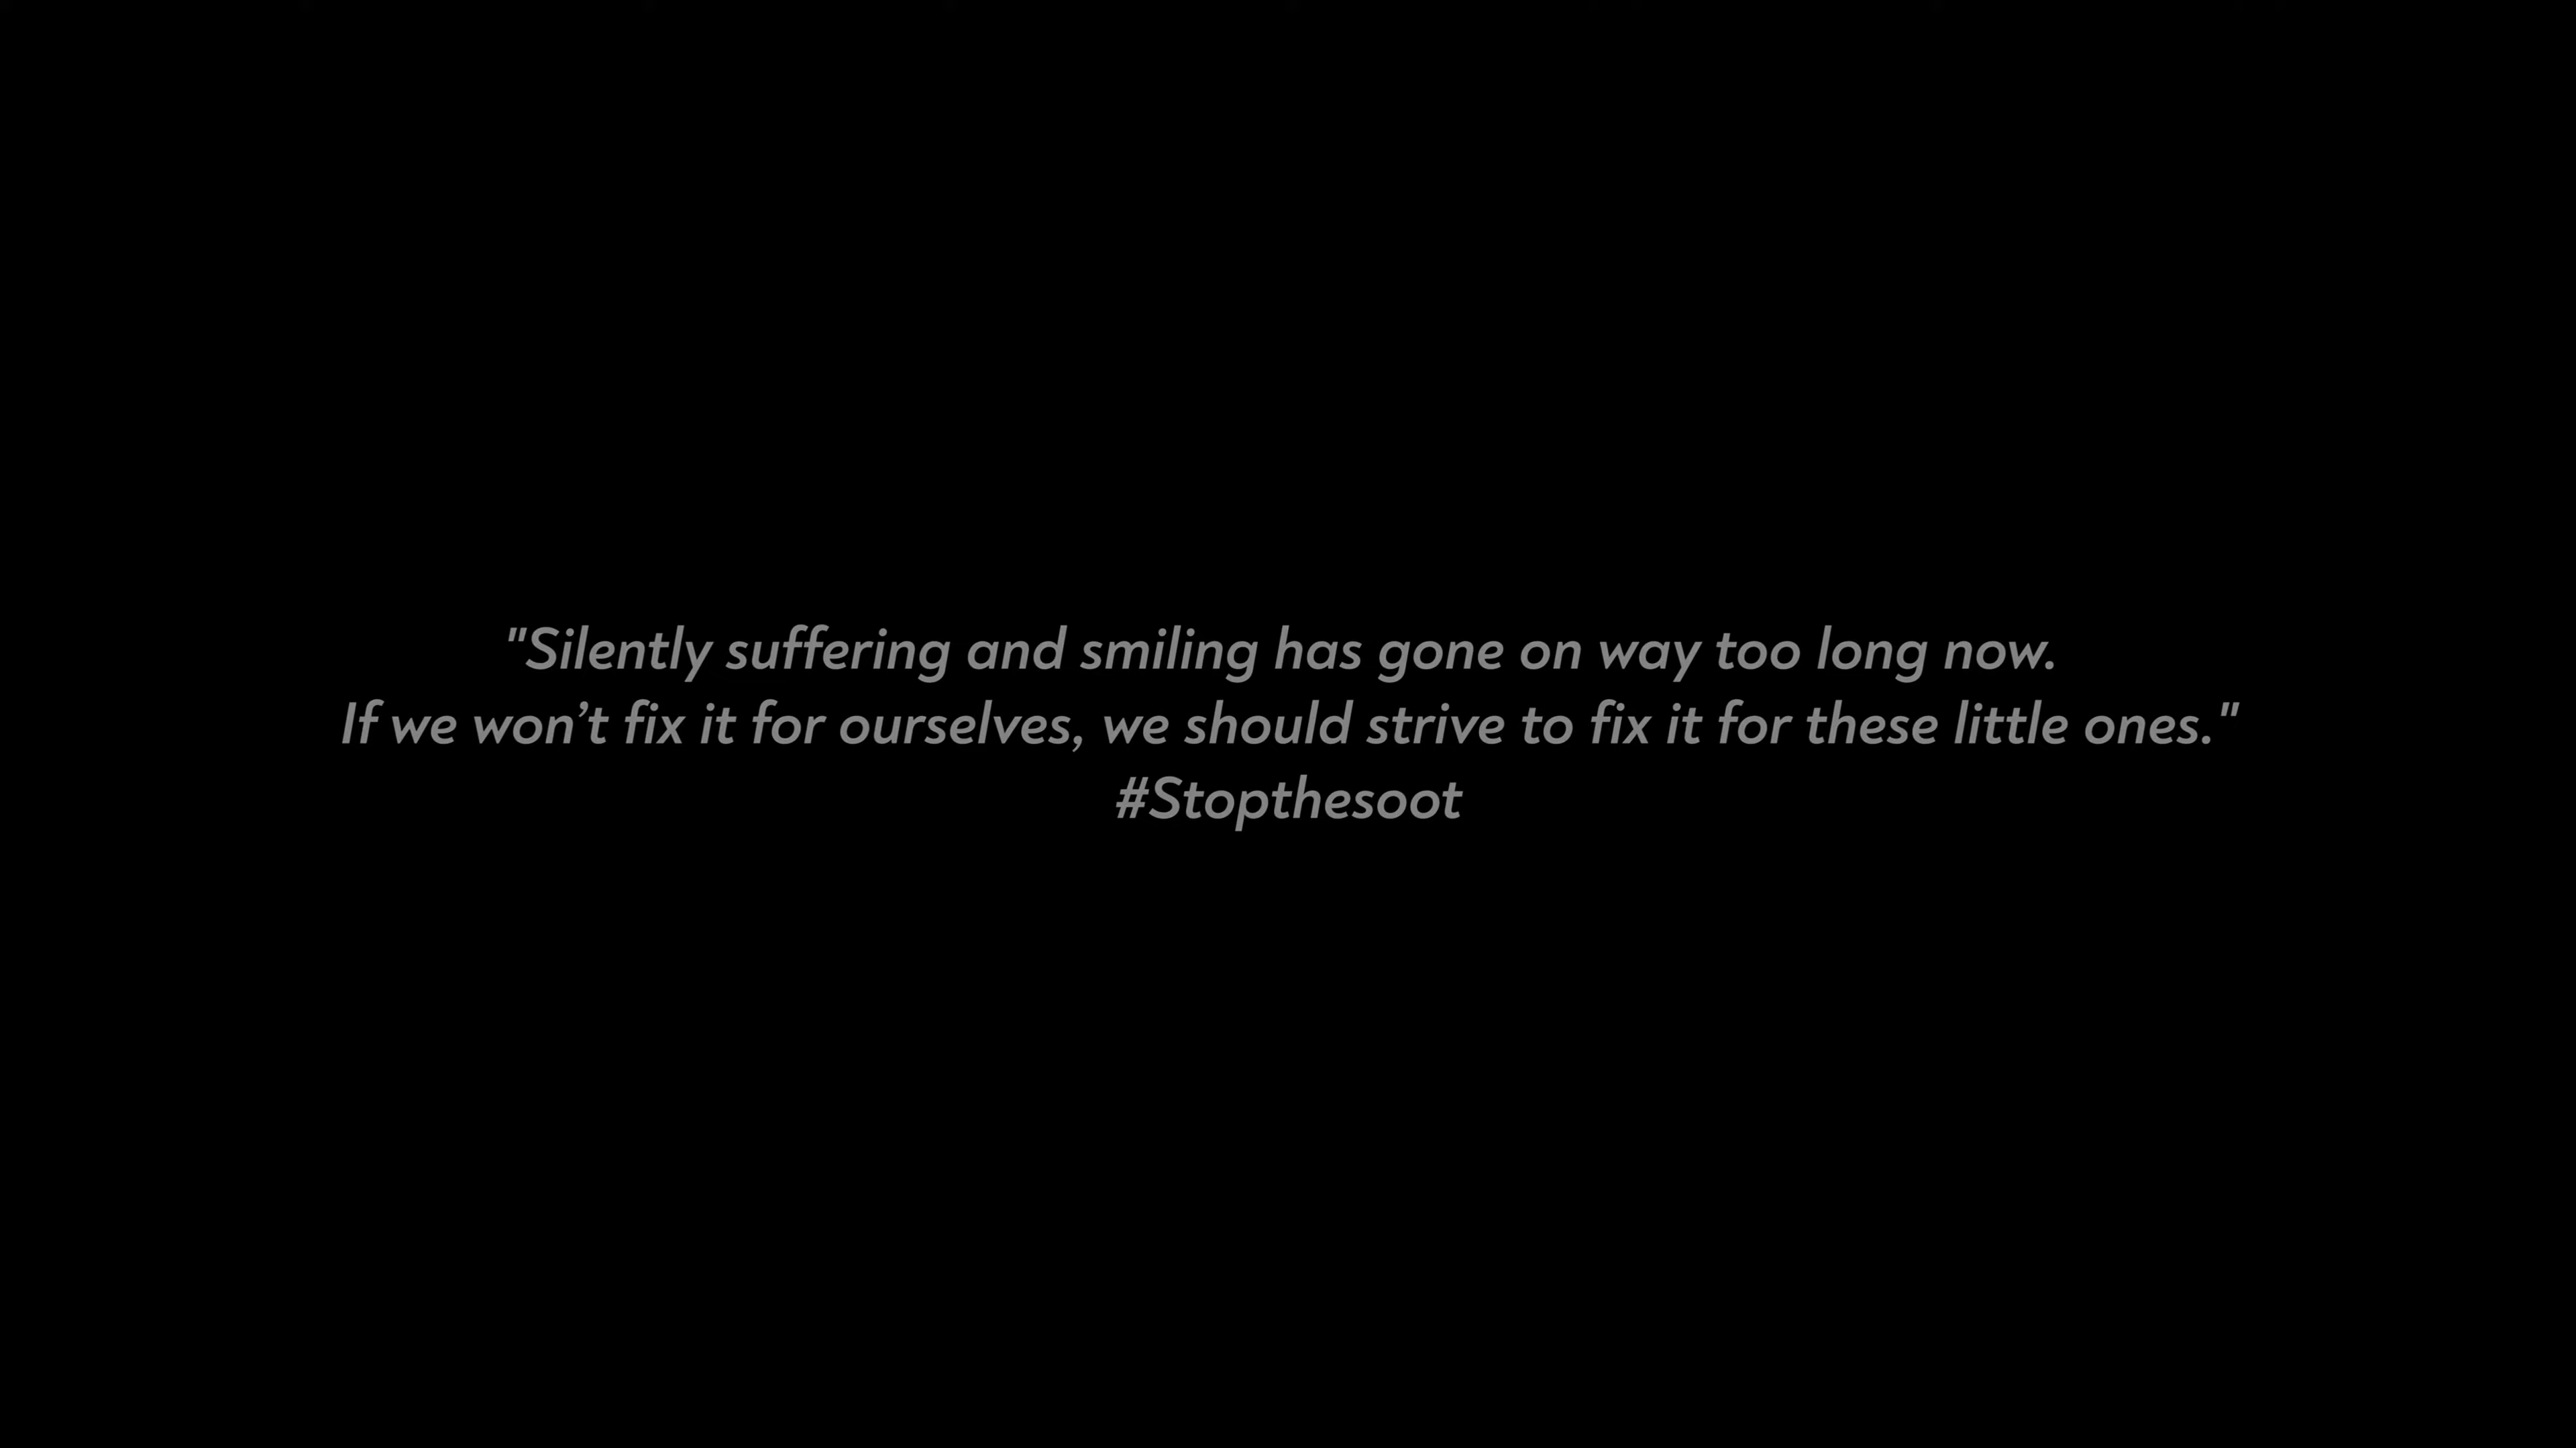 "Silently suffering and smiling has gone on way too long now.
If we won’t fix it for ourselves, we should strive to fix it for these little ones."
#Stopthesoot